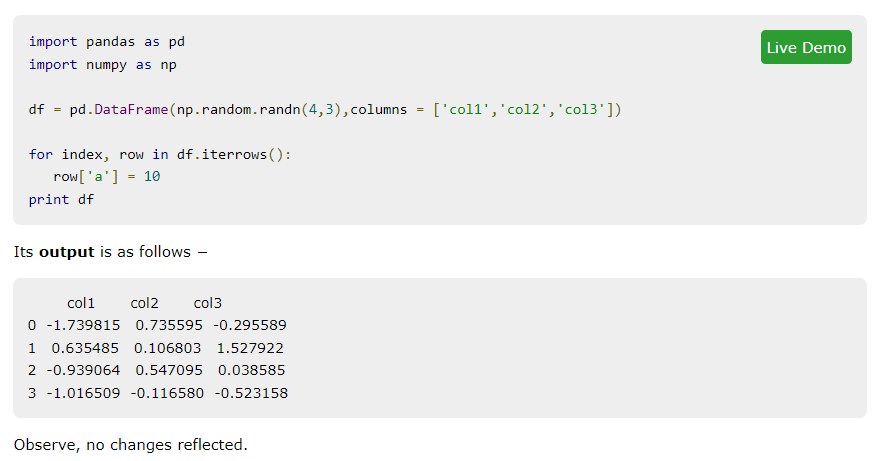 import pandas as pd
import numpy as np
Live Demo
df = pd.DataFrame(np.random.randn(4,3),columns = ['col1','col2','col3'])
for index, row in df.iterrows():
   row['a'] = 10
print df
Its output is as follows −
col1 col2 col3
0 -1.739815 0.735595 -0.295589
1 0.635485 0.106803 1.527922
2 -0.939064 0.547095 0.038585
3 -1.016509 -0.116580 -0.523158
Observe, no changes reflected.